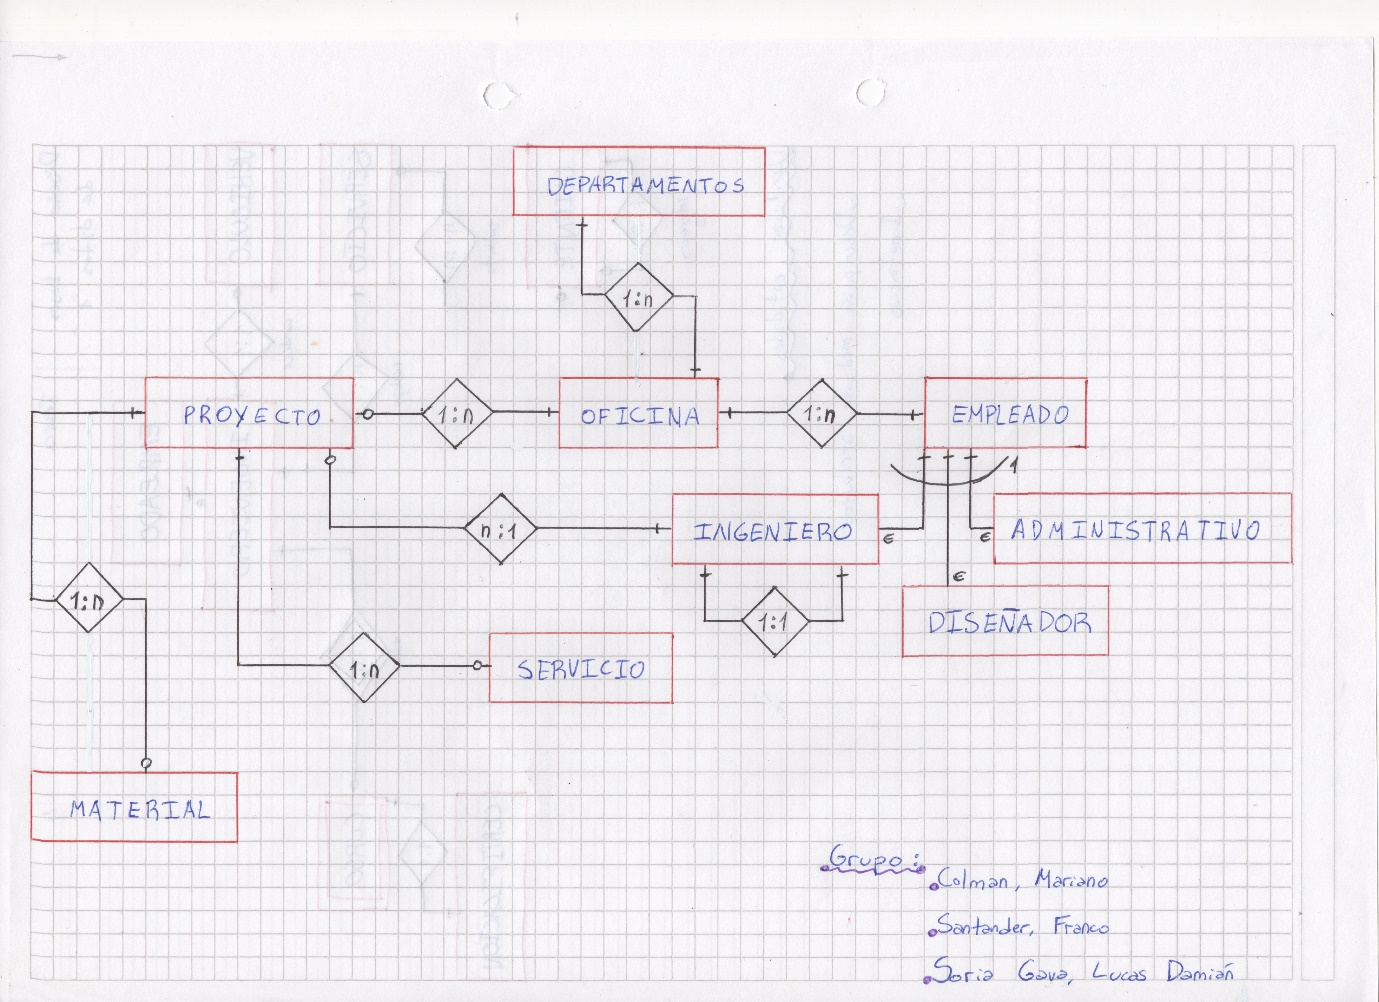 DEPARTAMENTOS
1:n
PROYECTO
1:n
OFICINA
1:n
EMPLEADO
1
n:1
INGENIERO
€
€
ADMINISTRATIVO
€
1:n
1:1
DISEÑADOR
1:n
SERVICIO
MATERIAL
Grupo:
Colman, Mariano
Santander, Franco
Soria Gava, Lucas Damián